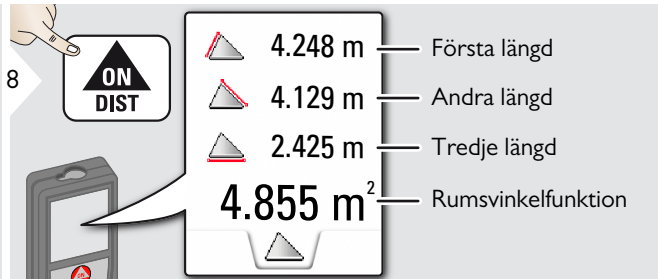 8
ON
DIST
4.248 m Första längd
4.129 m Andra längd
2.425 m Tredje längd
4.855 m² Rumsvinkelfunktion
ON